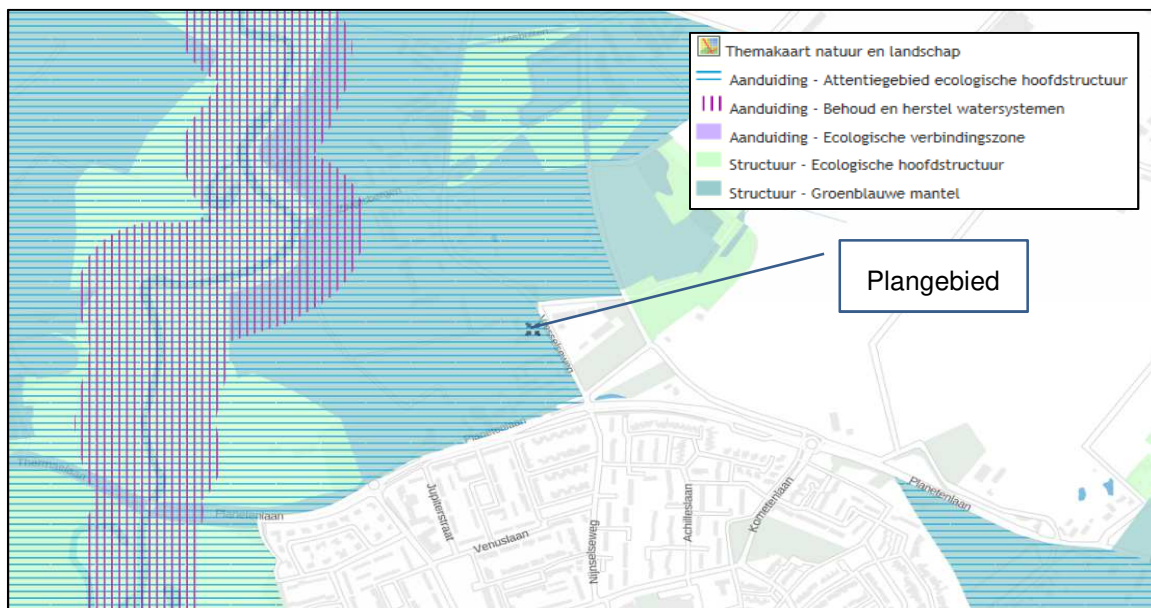 Themakaart natuur en landschap
Aanduiding - Attentiegebied ecologische hoofdstructuur
Aanduiding - Behoud en herstel watersystemen
Aanduiding - Ecologische verbindingszone
Structuur - Ecologische hoofdstructuur
Structuur - Groenblauwe mantel
Plangebied
Vresselseweg
Planetenlaan
Planetenlaan
Planetenlaan
Jupiterstraat
Venuslaan
Nijnselseweg
Achilleslaan
Kometenlaan